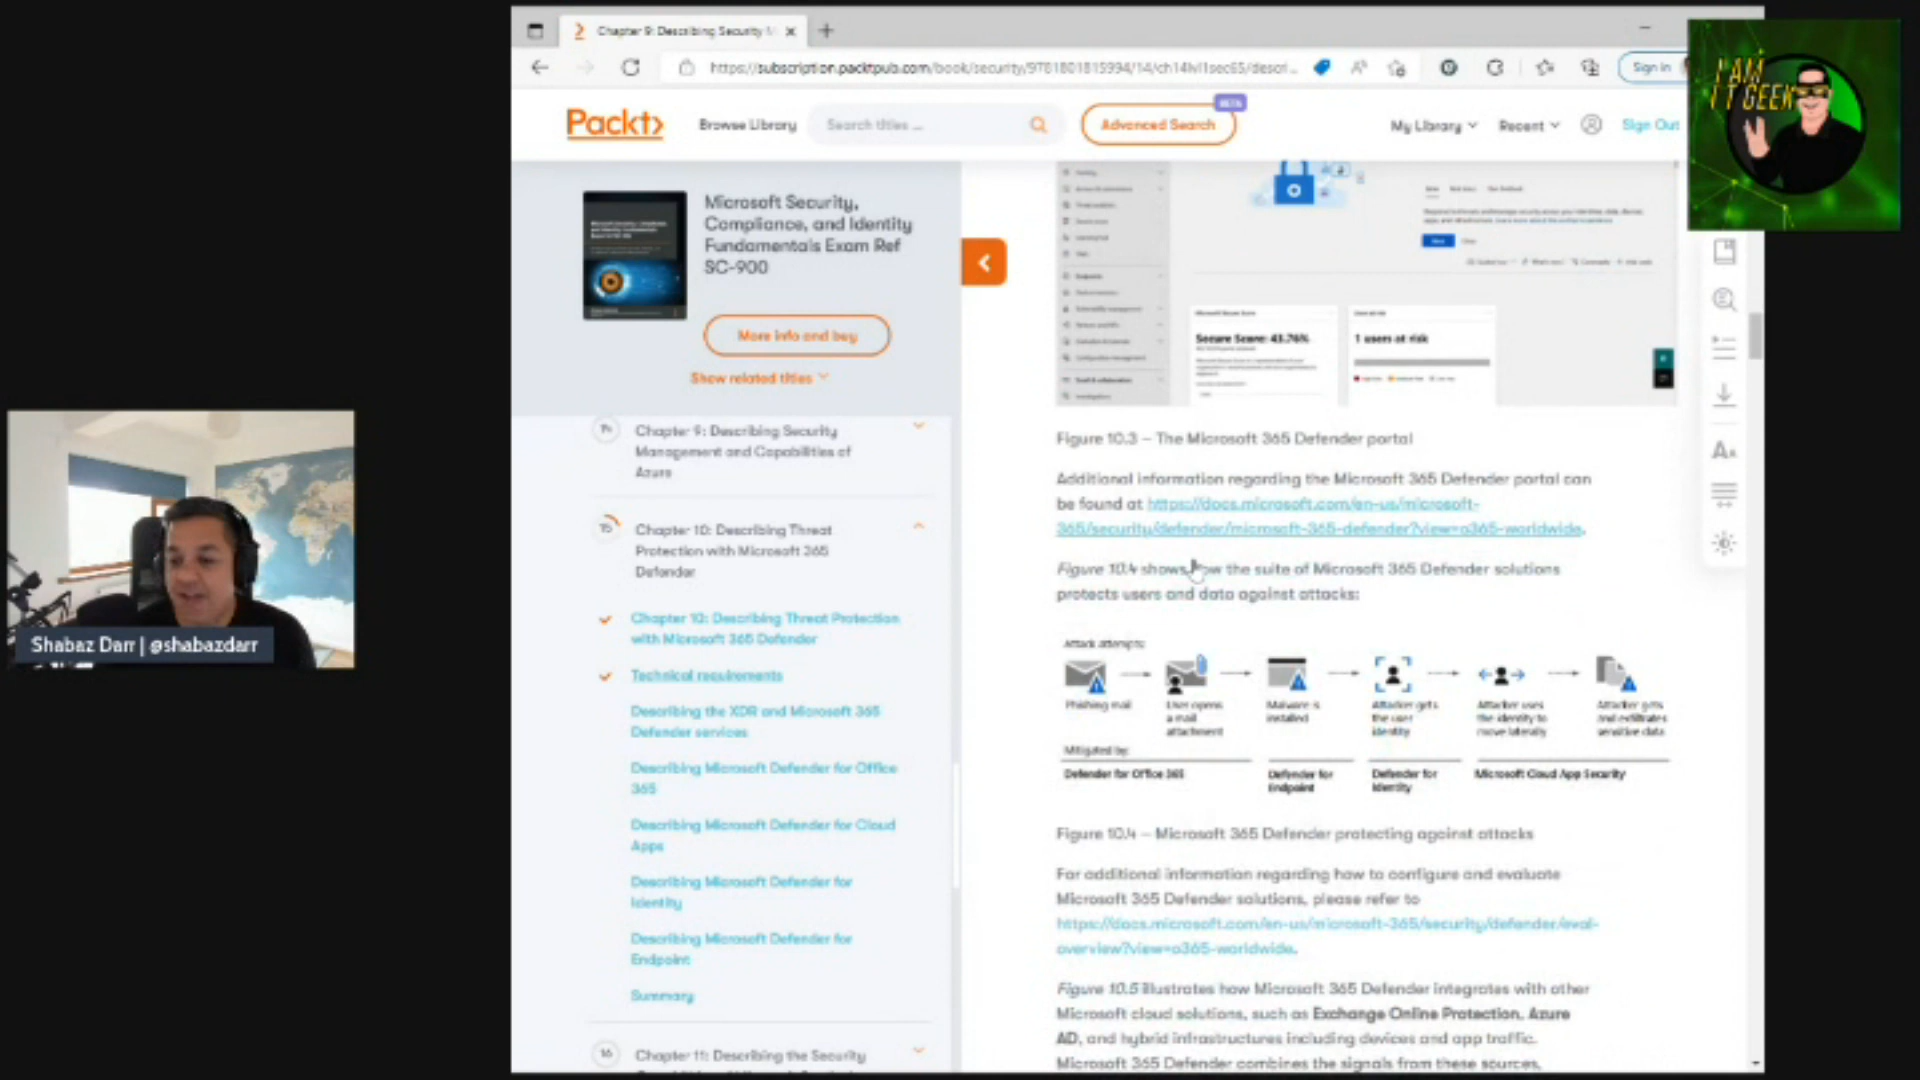 Chapter 9: Describing Security M
https://subscription.packtpub.com/book/security/9781801815994/14/ch14lvl1sec65/descri...
Sign in
I AM
IT GEEK
Packt>
Browse Library
Search titles ...
Advanced Search
BETA
My Library
Recent
Sign Out
Microsoft Security,
Compliance, and Identity
Fundamentals Exam Ref
SC-900
More info and buy
Show related titles
14
Chapter 9: Describing Security
Management and Capabilities of
Azure
15
Chapter 10: Describing Threat
Protection with Microsoft 365
Defender
Chapter 10: Describing Threat Protection
with Microsoft 365 Defender
Technical requirements
Describing the XDR and Microsoft 365
Defender services
Describing Microsoft Defender for Office
365
Describing Microsoft Defender for Cloud
Apps
Describing Microsoft Defender for
Identity
Describing Microsoft Defender for
Endpoint
Summary
16
Chapter 11: Describing the Security
Microsoft Secure Score
Secure Score: 43.76%
1 users at risk
Figure 10.3 – The Microsoft 365 Defender portal
Additional information regarding the Microsoft 365 Defender portal can
be found at https://docs.microsoft.com/en-us/microsoft-
365/security/defender/microsoft-365-defender?view=o365-worldwide.
Figure 10.4 shows how the suite of Microsoft 365 Defender solutions
protects users and data against attacks:
Attack attempts:
Phishing mail
User opens
a mail
attachment
Malware is
installed
Attacker gets
the user
identity
Attacker uses
the identity to
move laterally
Attacker gets
and exfiltrates
sensitive data
Mitigated by:
Defender for Office 365
Defender for
Endpoint
Defender for
Identity
Microsoft Cloud App Security
Figure 10.4 – Microsoft 365 Defender protecting against attacks
For additional information regarding how to configure and evaluate
Microsoft 365 Defender solutions, please refer to
https://docs.microsoft.com/en-us/microsoft-365/security/defender/eval-
overview?view=o365-worldwide.
Figure 10.5 illustrates how Microsoft 365 Defender integrates with other
Microsoft cloud solutions, such as Exchange Online Protection, Azure
AD, and hybrid infrastructures including devices and app traffic.
Microsoft 365 Defender combines the signals from these sources,
Shabaz Darr | @shabazdarr